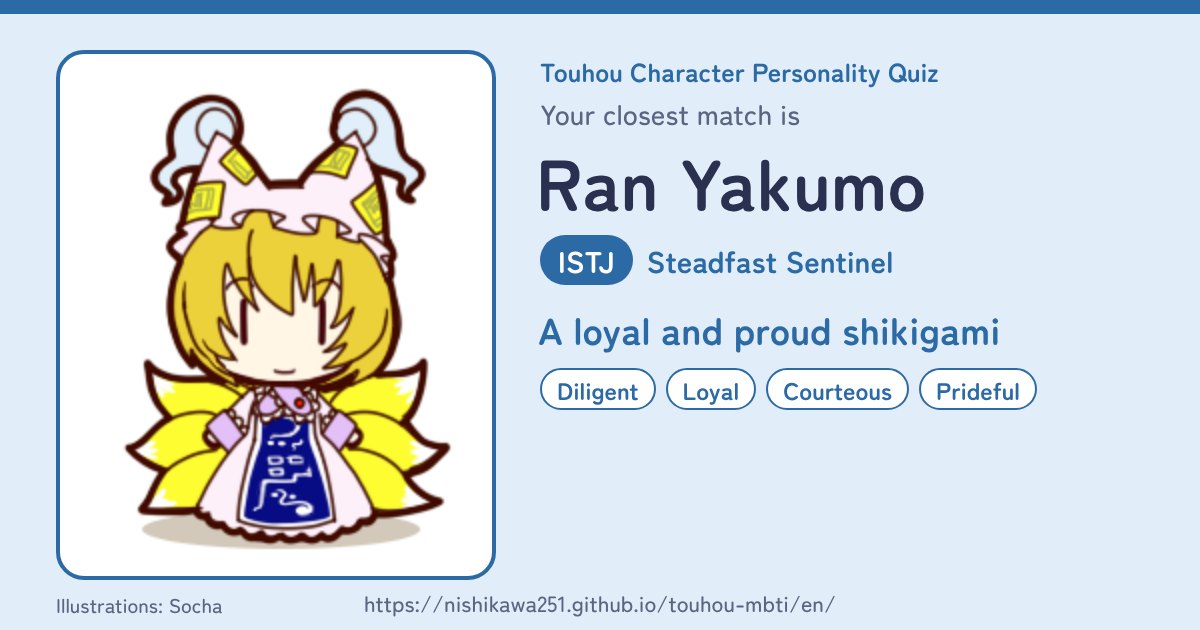 Touhou Character Personality Quiz
Your closest match is
Ran Yakumo
ISTJ Steadfast Sentinel
A loyal and proud shikigami
Diligent Loyal Courteous Prideful
Illustrations: Socha
https://nishikawa251.github.io/touhou-mbti/en/